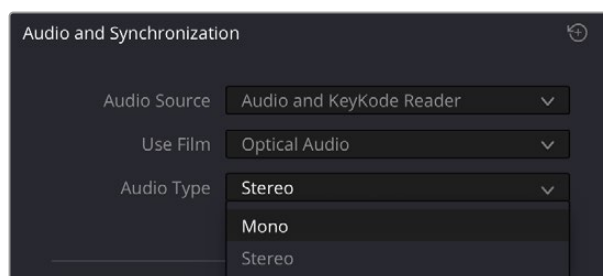 Audio and Synchronization
Audio Source Audio and KeyKode Reader
Use Film Optical Audio
Audio Type Stereo
Mono
Stereo